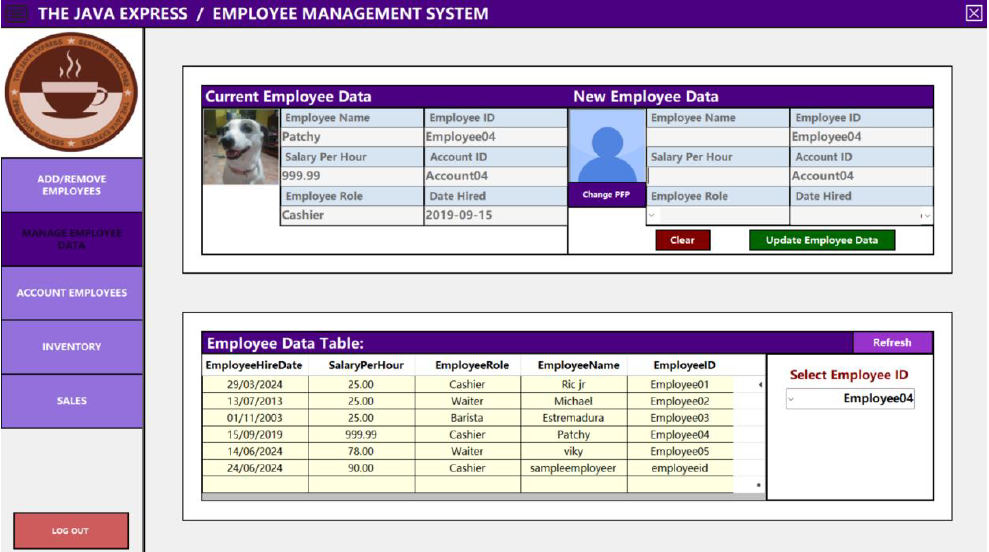 THE JAVA EXPRESS / EMPLOYEE MANAGEMENT SYSTEM
ADD/REMOVE
EMPLOYEES
MANAGE EMPLOYEE
DATA
ACCOUNT EMPLOYEES
INVENTORY
SALES
LOG OUT
Current Employee Data New Employee Data
Employee Name Employee ID Employee Name Employee ID
Patchy Employee04 Employee04
Salary Per Hour Account ID Salary Per Hour Account ID
999.99 Account04 Account04
Change PFP
Employee Role Date Hired Employee Role Date Hired
Cashier 2019-09-15
Clear Update Employee Data
Employee Data Table: Refresh
EmployeeHireDate SalaryPerHour EmployeeRole EmployeeName EmployeeID
29/03/2024 25.00 Cashier Ric jr Employee01
13/07/2013 25.00 Waiter Michael Employee02
01/11/2003 25.00 Barista Estremadura Employee03
15/09/2019 999.99 Cashier Patchy Employee04
14/06/2024 78.00 Waiter viky Employee05
24/06/2024 90.00 Cashier sampleemployeer employeeid
Select Employee ID
Employee04